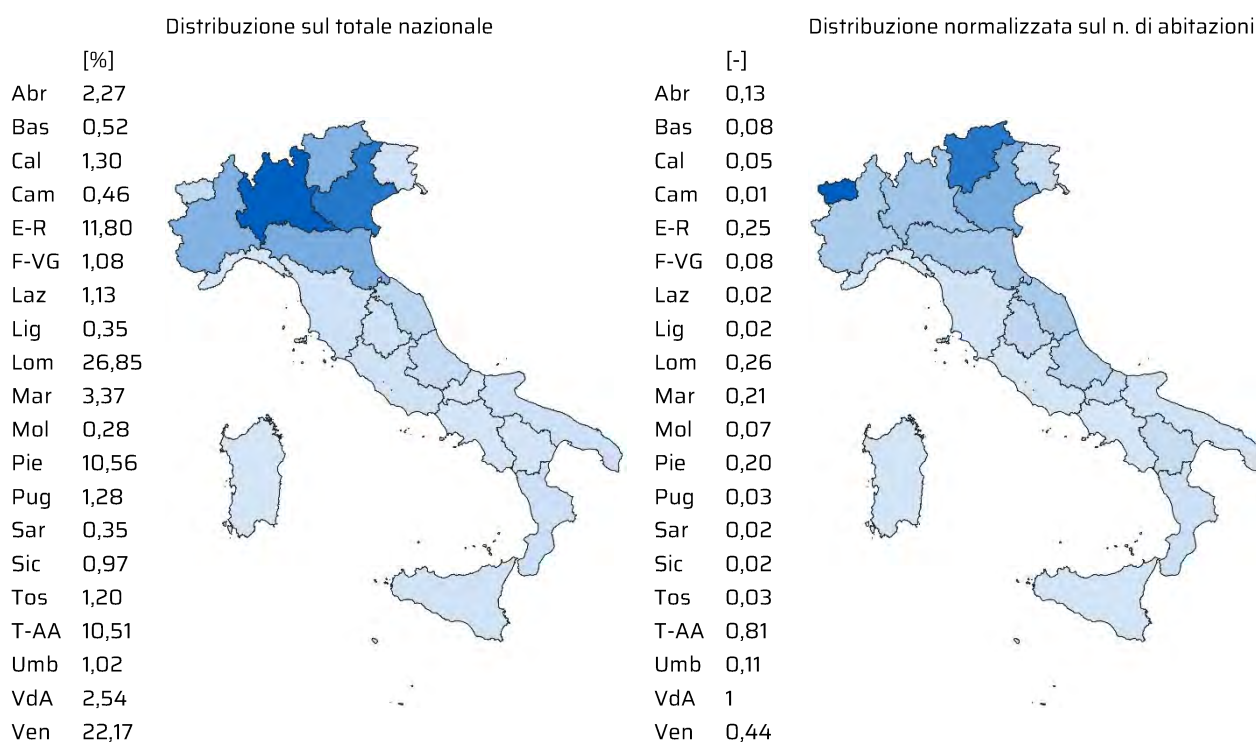 Distribuzione sul totale nazionale
[%]
Abr 2,27
Bas 0,52
Cal 1,30
Cam 0,46
E-R 11,80
F-VG 1,08
Laz 1,13
Lig 0,35
Lom 26,85
Mar 3,37
Mol 0,28
Pie 10,56
Pug 1,28
Sar 0,35
Sic 0,97
Tos 1,20
T-AA 10,51
Umb 1,02
VdA 2,54
Ven 22,17
Distribuzione normalizzata sul n. di abitazioni
[-]
Abr 0,13
Bas 0,08
Cal 0,05
Cam 0,01
E-R 0,25
F-VG 0,08
Laz 0,02
Lig 0,02
Lom 0,26
Mar 0,21
Mol 0,07
Pie 0,20
Pug 0,03
Sar 0,02
Sic 0,02
Tos 0,03
T-AA 0,81
Umb 0,11
VdA 1
Ven 0,44